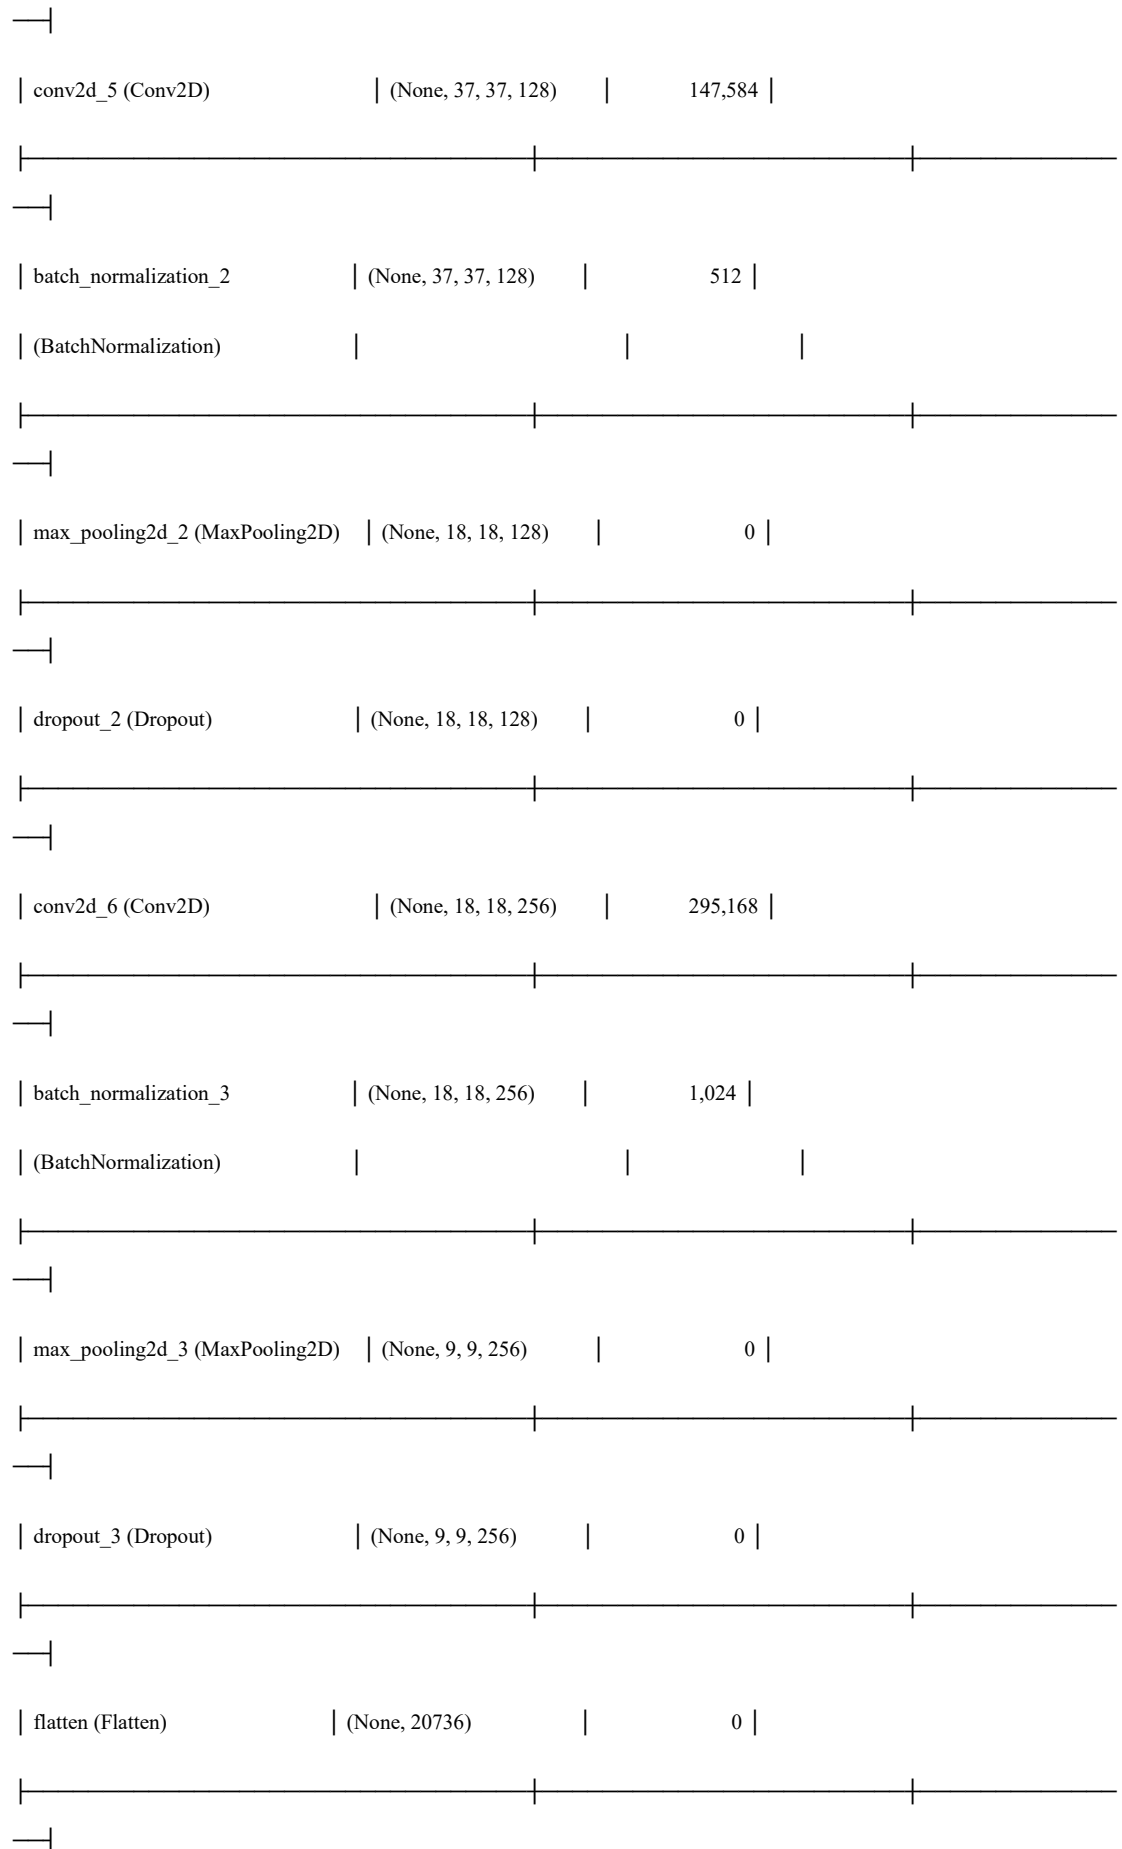 ──┤
│ conv2d_5 (Conv2D) │ (None, 37, 37, 128) │ 147,584 │
├──────────────────────────────────┼─────────────────────────┼─────────────
──┤
│ batch_normalization_2 │ (None, 37, 37, 128) │ 512 │
│ (BatchNormalization) │ │ │
├──────────────────────────────────┼─────────────────────────┼─────────────
──┤
│ max_pooling2d_2 (MaxPooling2D) │ (None, 18, 18, 128) │ 0 │
├──────────────────────────────────┼─────────────────────────┼─────────────
──┤
│ dropout_2 (Dropout) │ (None, 18, 18, 128) │ 0 │
├──────────────────────────────────┼─────────────────────────┼─────────────
──┤
│ conv2d_6 (Conv2D) │ (None, 18, 18, 256) │ 295,168 │
├──────────────────────────────────┼─────────────────────────┼─────────────
──┤
│ batch_normalization_3 │ (None, 18, 18, 256) │ 1,024 │
│ (BatchNormalization) │ │ │
├──────────────────────────────────┼─────────────────────────┼─────────────
──┤
│ max_pooling2d_3 (MaxPooling2D) │ (None, 9, 9, 256) │ 0 │
├──────────────────────────────────┼─────────────────────────┼─────────────
──┤
│ dropout_3 (Dropout) │ (None, 9, 9, 256) │ 0 │
├──────────────────────────────────┼─────────────────────────┼─────────────
──┤
│ flatten (Flatten) │ (None, 20736) │ 0 │
├──────────────────────────────────┼─────────────────────────┼─────────────
──┤